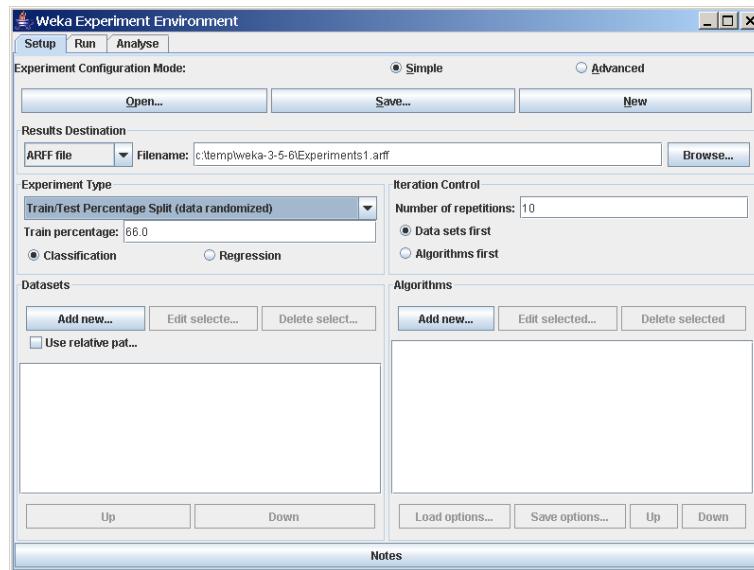 Weka Experiment Environment
Setup Run Analyse
Experiment Configuration Mode: Simple Advanced
Open... Save... New
Results Destination
ARFF file Filename: c:\temp\weka-3-5-6\Experiments1.arff Browse...
Experiment Type
Train/Test Percentage Split (data randomized)
Train percentage: 66.0
Classification Regression
Iteration Control
Number of repetitions: 10
Data sets first
Algorithms first
Datasets
Add new... Edit selecte... Delete select...
Use relative pat...
Up Down
Algorithms
Add new... Edit selected... Delete selected
Load options... Save options... Up Down
Notes